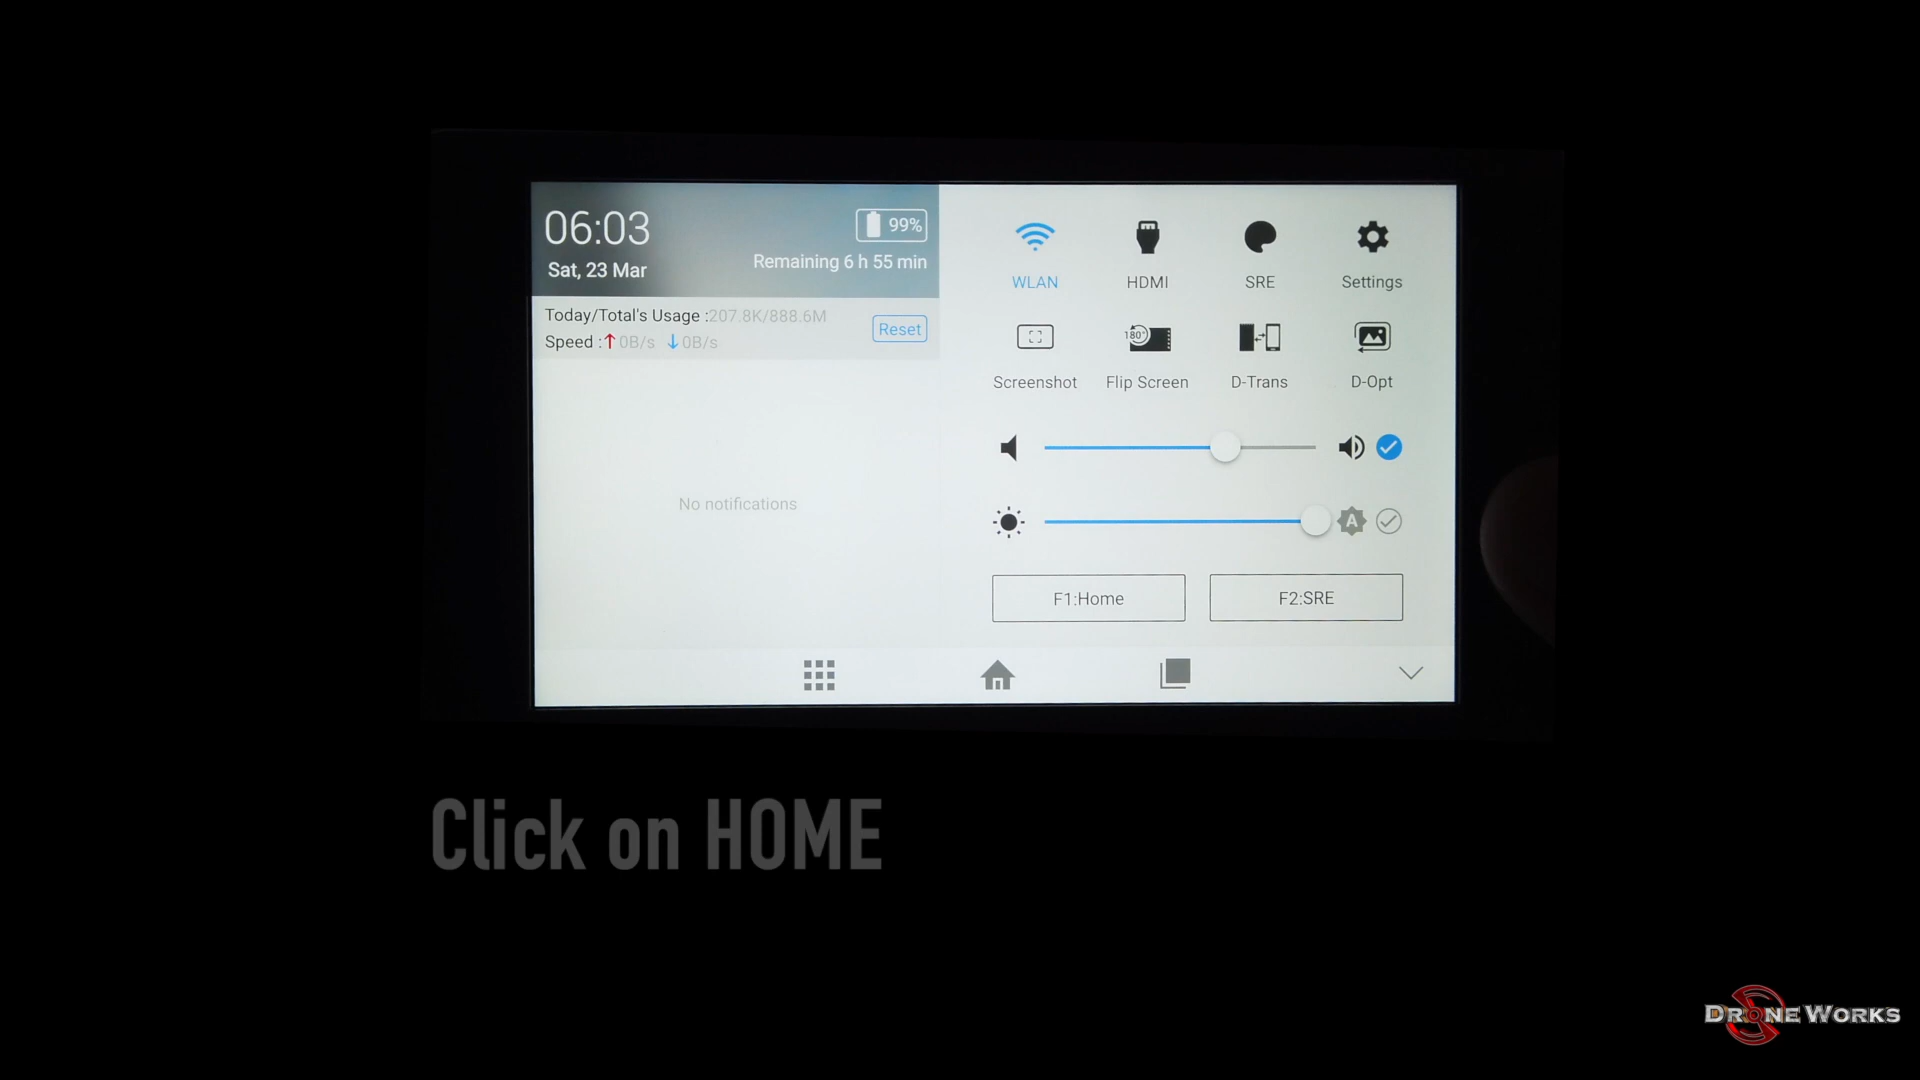 06:03
99%
Sat, 23 Mar
Remaining 6 h 55 min
Today/Total's Usage :207.8K/888.6M
Speed : 0B/s 0B/s
Reset
No notifications
WLAN
HDMI
SRE
Settings
180°
Screenshot
Flip Screen
D-Trans
D-Opt
A
F1:Home
F2:SRE
Click on HOME
DRONE WORKS